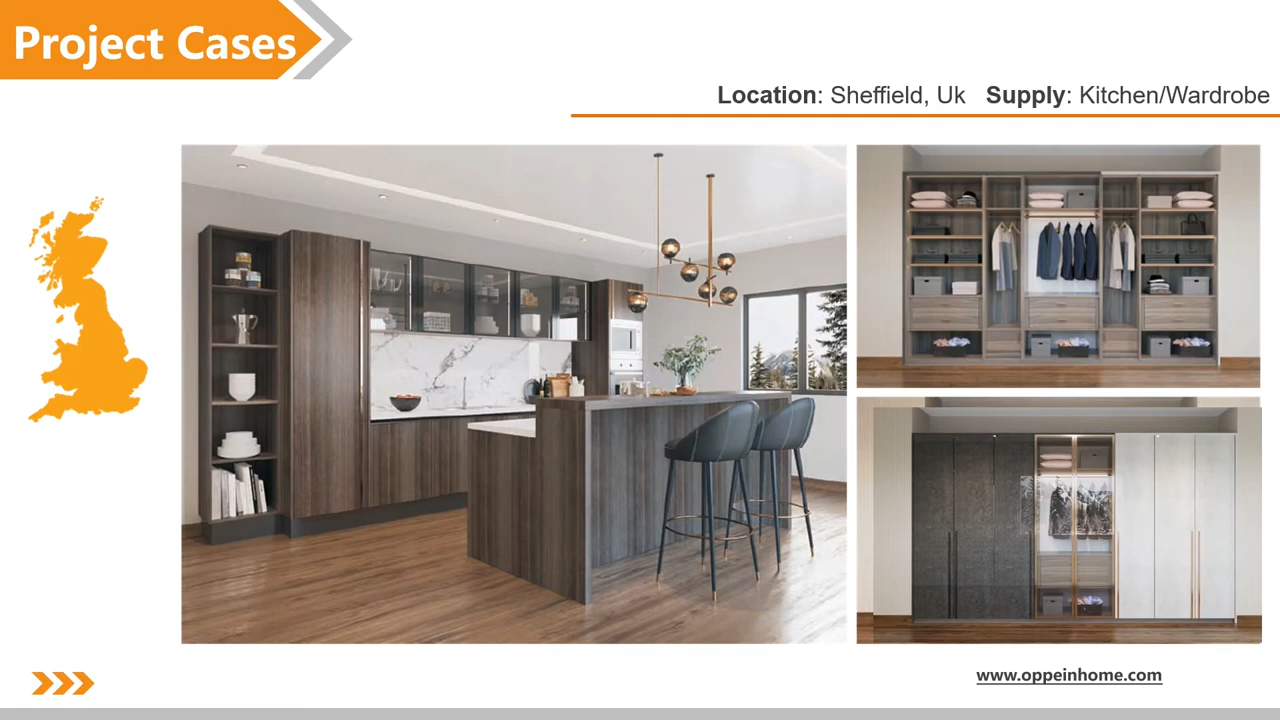 Project Cases
Location: Sheffield, Uk   Supply: Kitchen/Wardrobe
www.oppeinhome.com